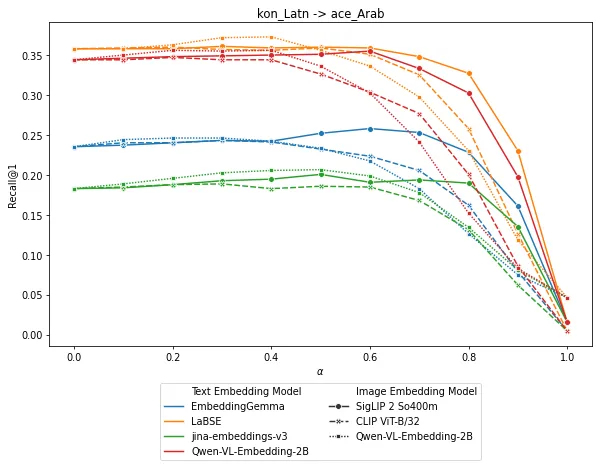 kon_Latn -> ace_Arab
Recall@1
0.35
0.30
0.25
0.20
0.15
0.10
0.05
0.00
0.0 0.2 0.4 0.6 0.8 1.0
α
Text Embedding Model Image Embedding Model
EmbeddingGemma SigLIP 2 So400m
LaBSE CLIP ViT-B/32
jina-embeddings-v3 Qwen-VL-Embedding-2B
Qwen-VL-Embedding-2B